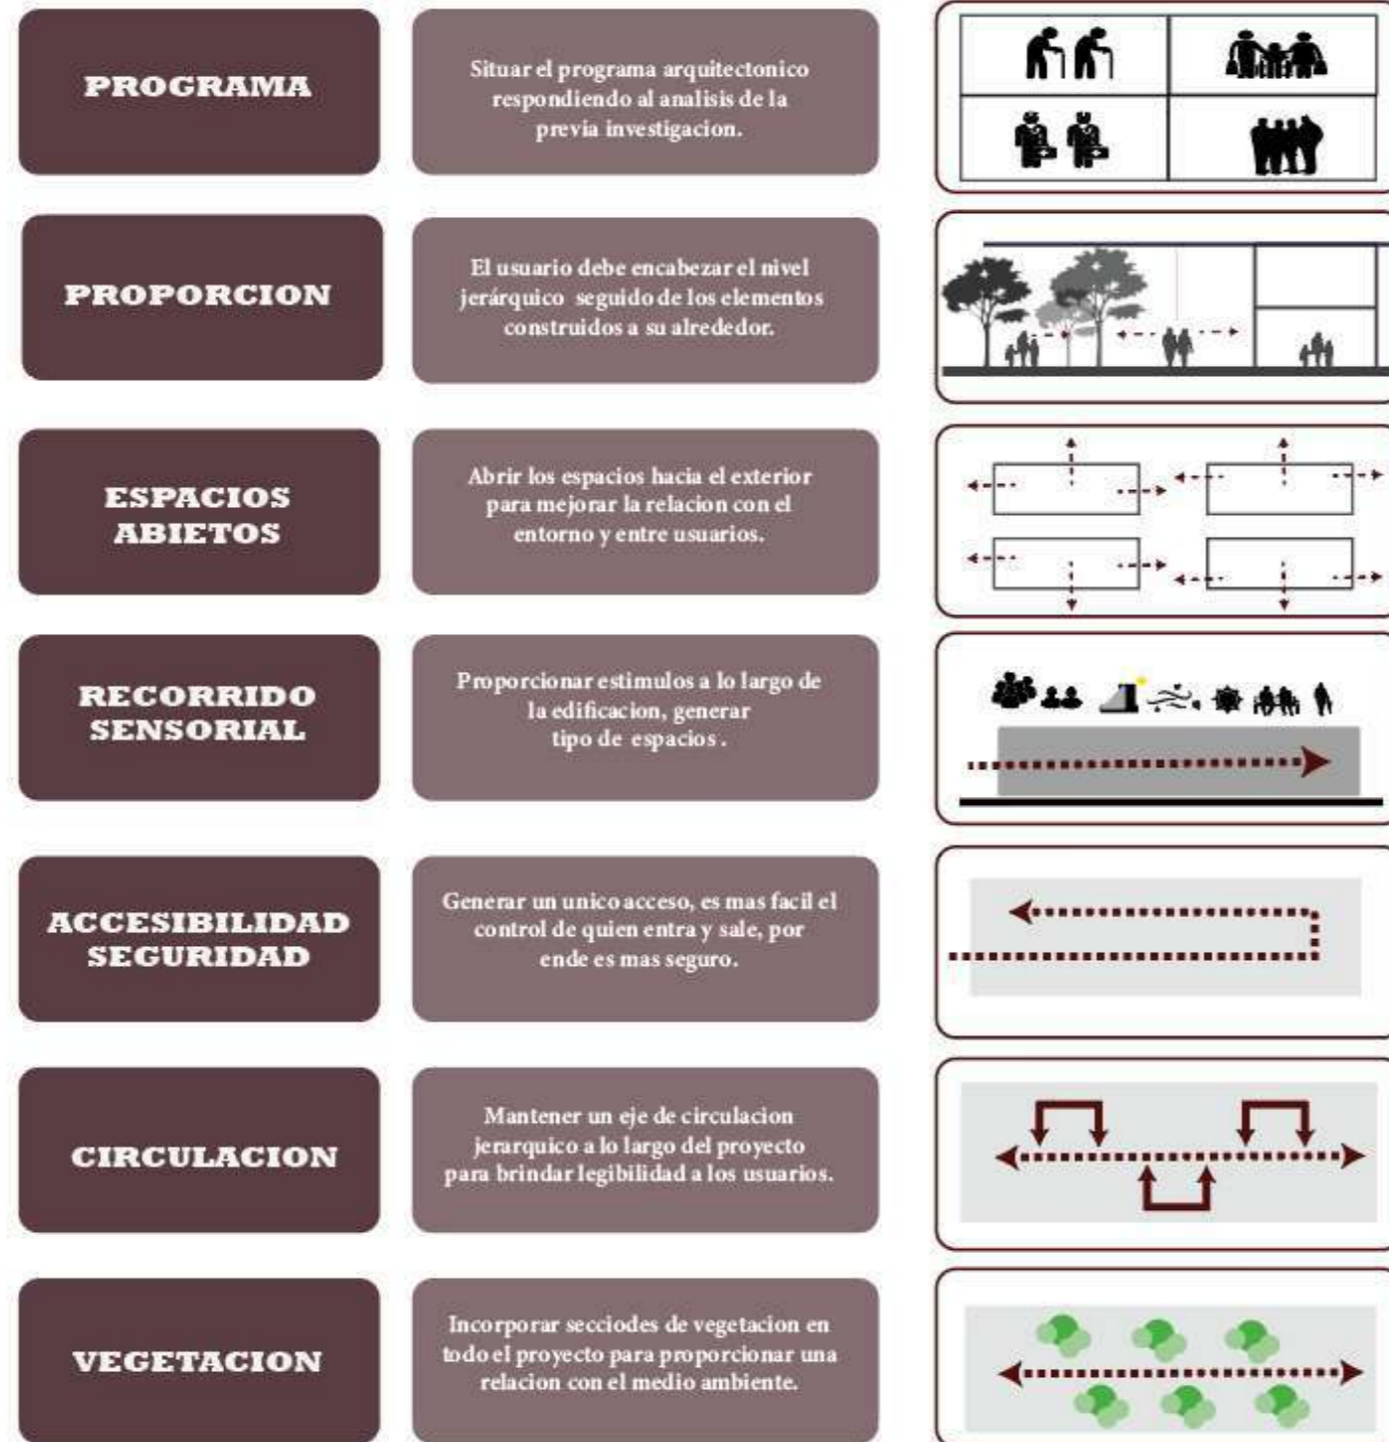 PROGRAMA
Situar el programa arquitectonico
respondiendo al analisis de la
previa investigacion.
PROPORCION
El usuario debe encabezar el nivel
jerárquico seguido de los elementos
construidos a su alrededor.
ESPACIOS
ABIETOS
Abrir los espacios hacia el exterior
para mejorar la relacion con el
entorno y entre usuarios.
RECORRIDO
SENSORIAL
Proporcionar estimulos a lo largo de
la edificacion, generar
tipo de espacios .
ACCESIBILIDAD
SEGURIDAD
Generar un unico acceso, es mas facil el
control de quien entra y sale, por
ende es mas seguro.
CIRCULACION
Mantener un eje de circulacion
jerarquico a lo largo del proyecto
para brindar legibilidad a los usuarios.
VEGETACION
Incorporar secciodes de vegetacion en
todo el proyecto para proporcionar una
relacion con el medio ambiente.